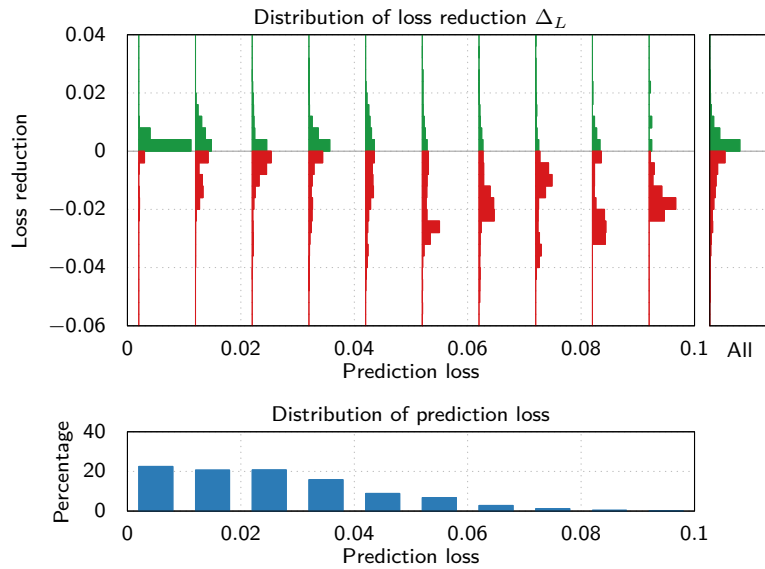 Distribution of loss reduction Δ_L
0.04
0.02
0
−0.02
−0.04
−0.06
Loss reduction
0 0.02 0.04 0.06 0.08 0.1 All
Prediction loss
Distribution of prediction loss
40
20
0
Percentage
0 0.02 0.04 0.06 0.08 0.1
Prediction loss